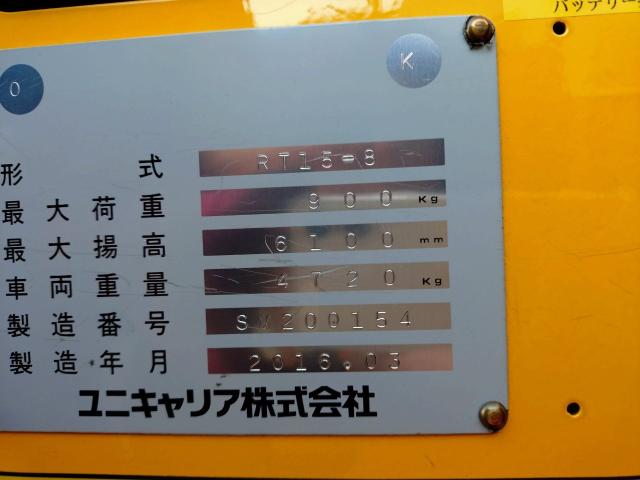 バッテリー
O
K
形式 RT15-8
最大荷重 900 Kg
最大揚高 6100 mm
車両重量 4720 Kg
製造番号 SM200154
製造年月 2016.03
ユニキャリア株式会社